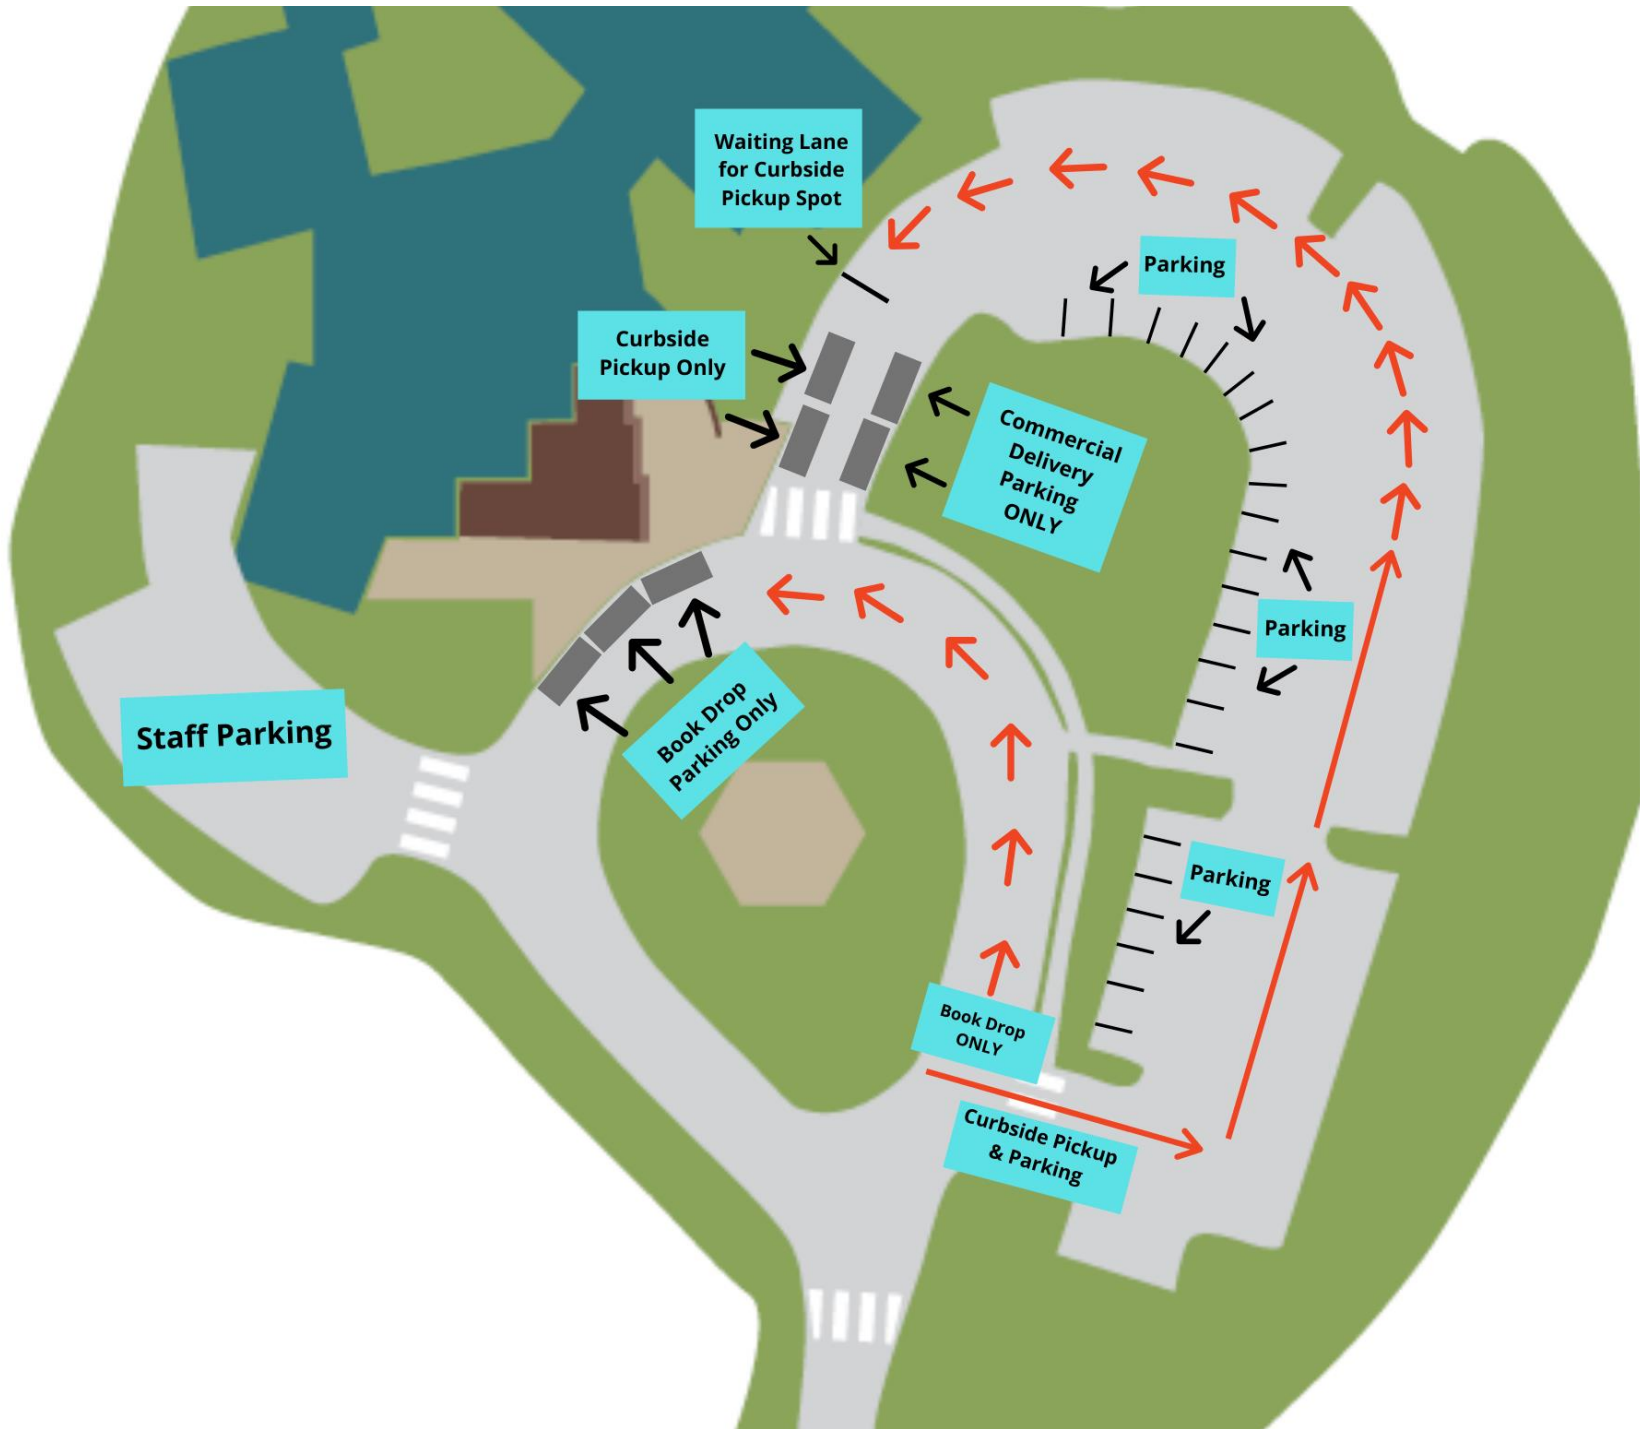 Waiting Lane
for Curbside
Pickup Spot
Parking
Curbside
Pickup Only
Commercial
Delivery
Parking
ONLY
Parking
Book Drop
Parking Only
Staff Parking
Parking
Book Drop
ONLY
Curbside Pickup
& Parking